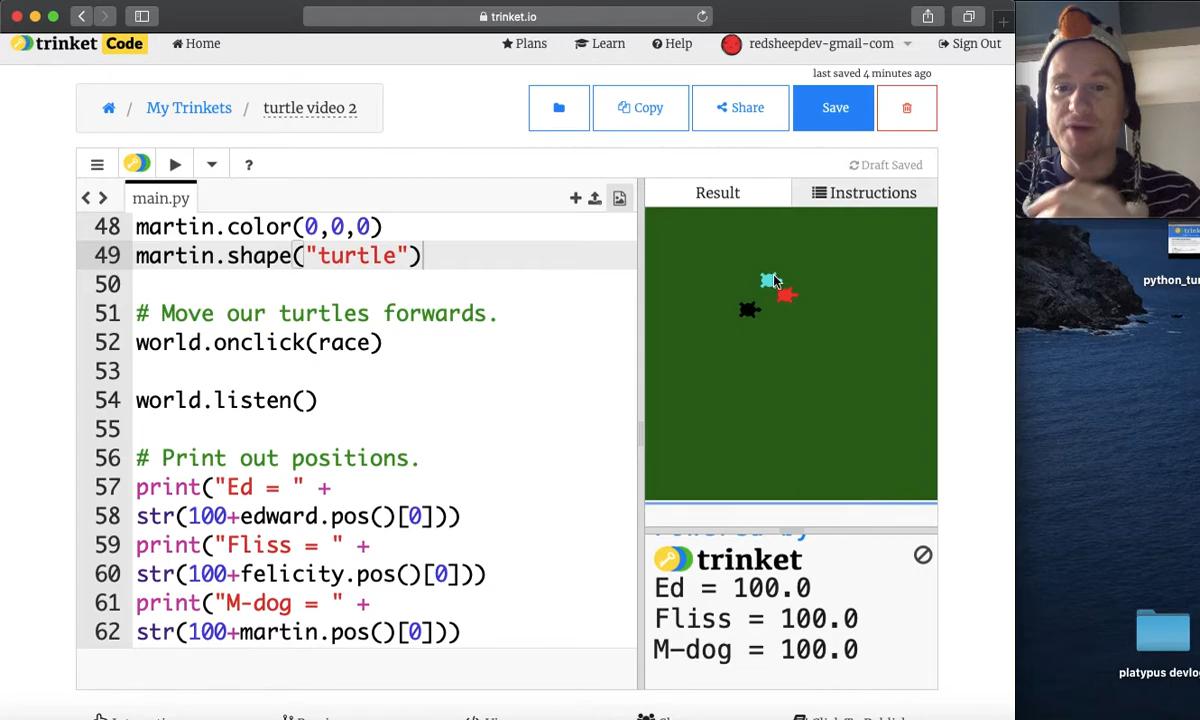 trinket.io
trinket Code Home Plans Learn Help redsheepdev-gmail-com Sign Out
last saved 4 minutes ago
/ My Trinkets / turtle video 2 Copy Share Save
? Draft Saved
main.py Result Instructions
48 martin.color(0,0,0)
49 martin.shape("turtle")
50
51 # Move our turtles forwards.
52 world.onclick(race)
53
54 world.listen()
55
56 # Print out positions.
57 print("Ed = " +
58 str(100+edward.pos()[0]))
59 print("Fliss = " +
60 str(100+felicity.pos()[0]))
61 print("M-dog = " +
62 str(100+martin.pos()[0]))
Powered by
trinket
Ed = 100.0
Fliss = 100.0
M-dog = 100.0
python_tu
platypus devlo